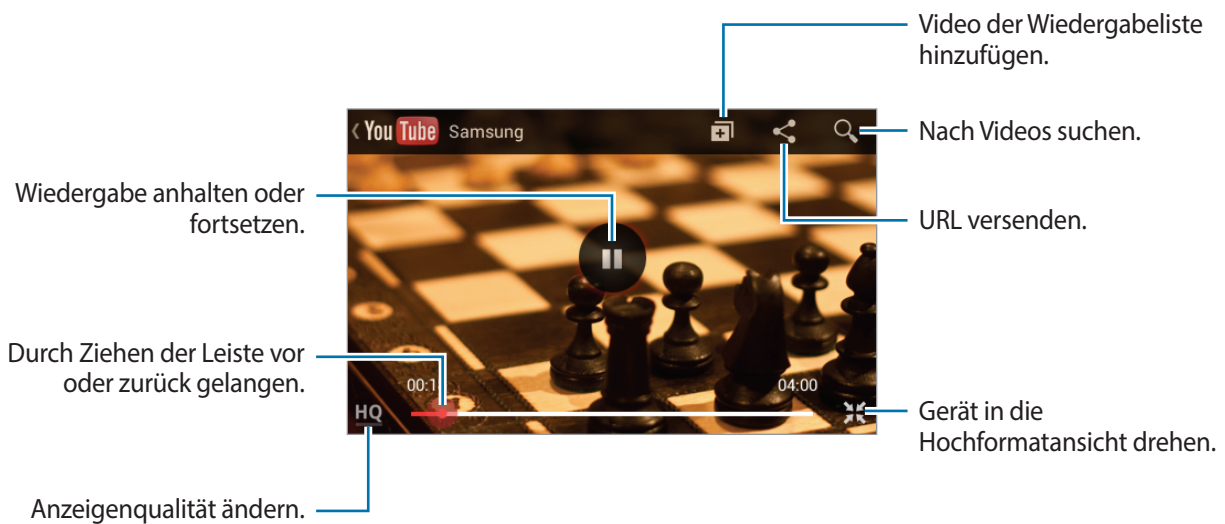 Video der Wiedergabeliste
hinzufügen.
You Tube Samsung
Nach Videos suchen.
Wiedergabe anhalten oder
fortsetzen.
URL versenden.
Durch Ziehen der Leiste vor
oder zurück gelangen.
04:00
HQ
Gerät in die
Hochformatansicht drehen.
Anzeigenqualität ändern.